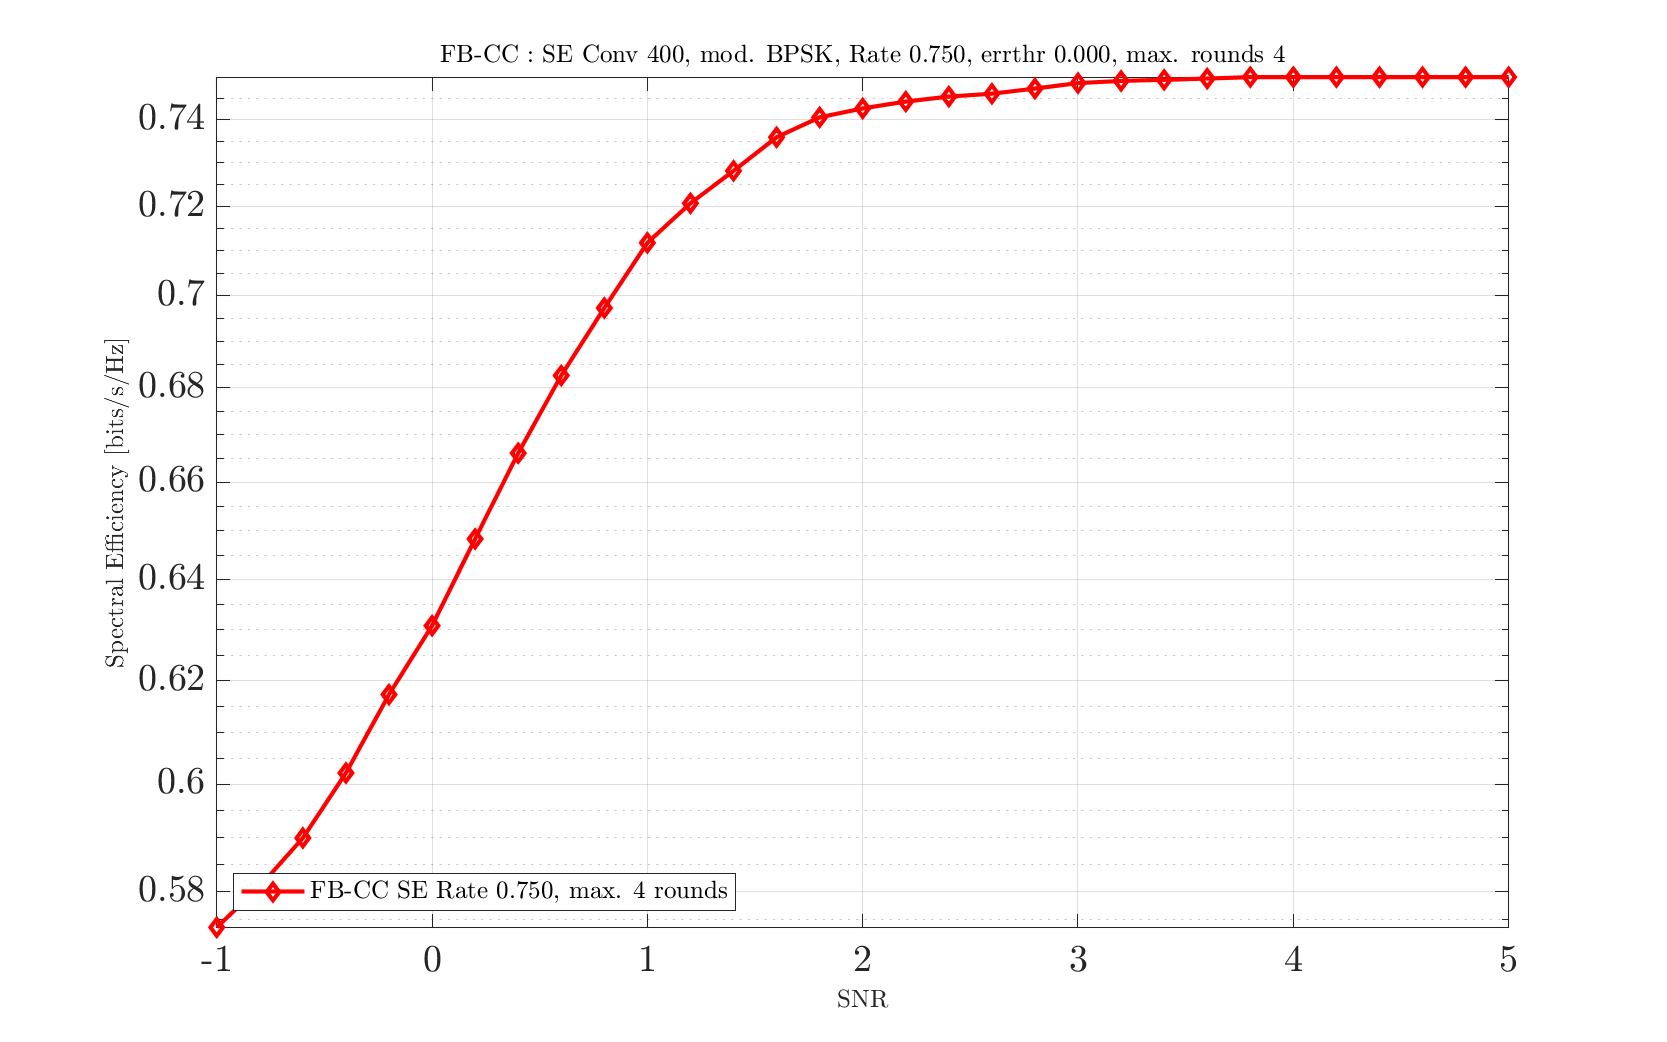 FB-CC : SE Conv 400, mod. BPSK, Rate 0.750, errthr 0.000, max. rounds 4
0.74
0.72
0.7
0.68
0.66
0.64
0.62
0.6
0.58
Spectral Efficiency [bits/s/Hz]
FB-CC SE Rate 0.750, max. 4 rounds
-1 0 1 2 3 4 5
SNR